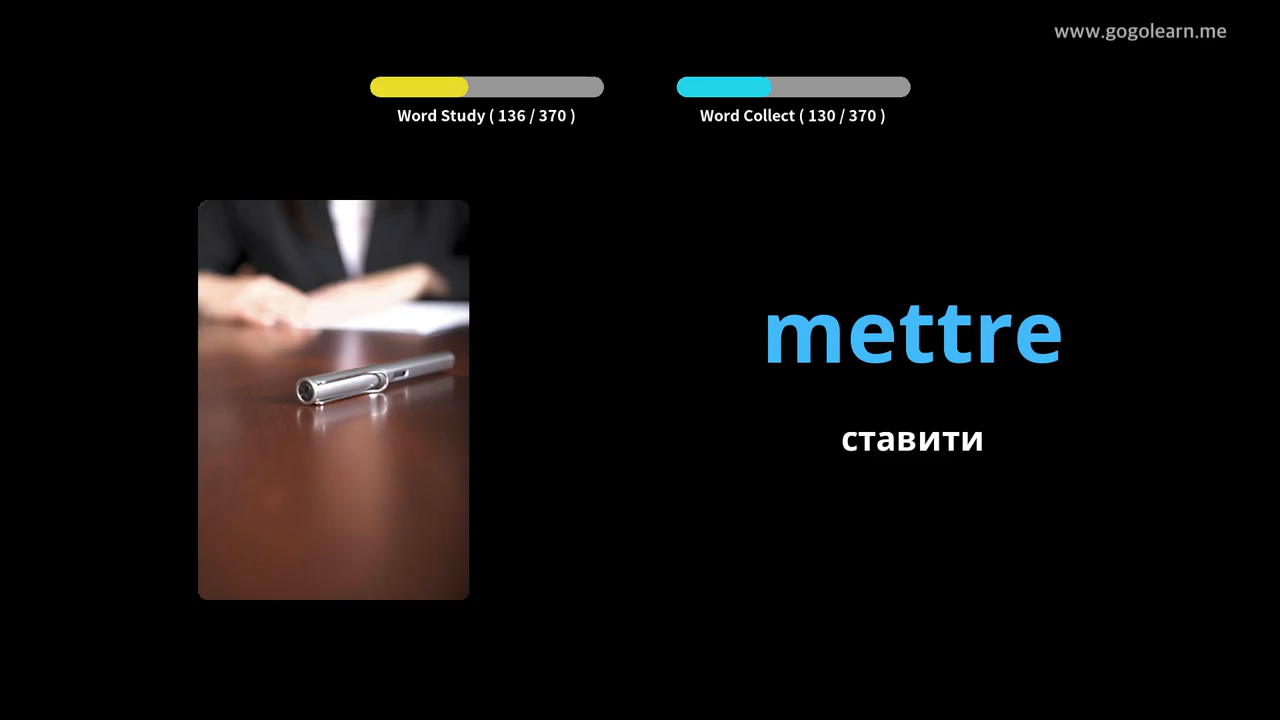 www.gogolearn.me
Word Study ( 136 / 370 )
Word Collect ( 130 / 370 )
mettre
ставити